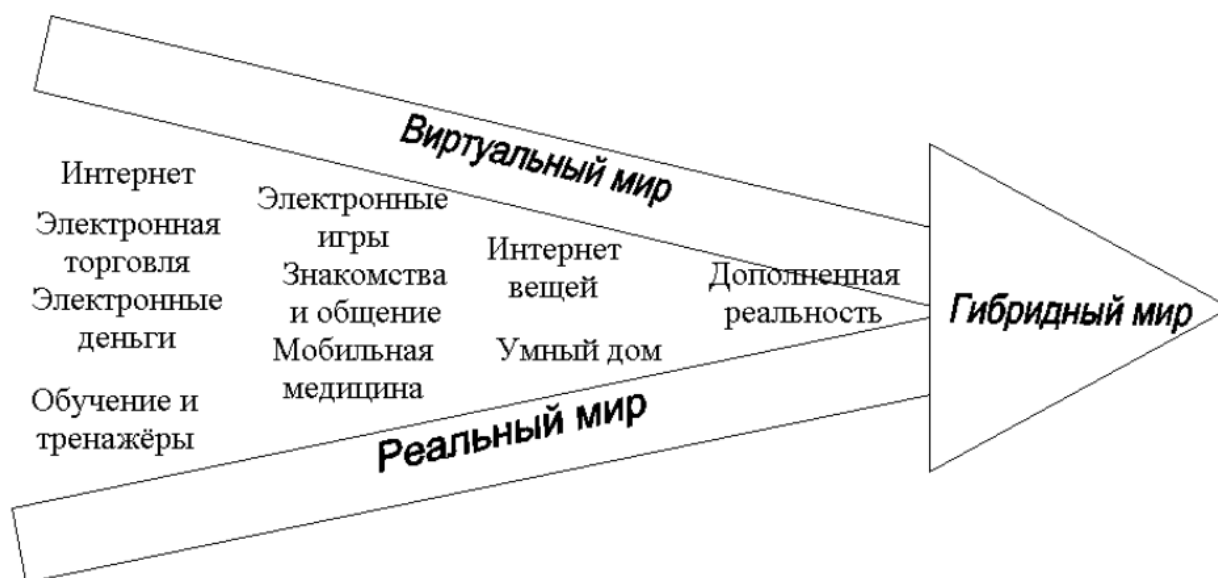 Виртуальный мир
Интернет
Электронная
торговля
Электронные
деньги
Обучение и
тренажёры
Электронные
игры
Знакомства
и общение
Мобильная
медицина
Интернет
вещей
Умный дом
Дополненная
реальность
Реальный мир
Гибридный мир